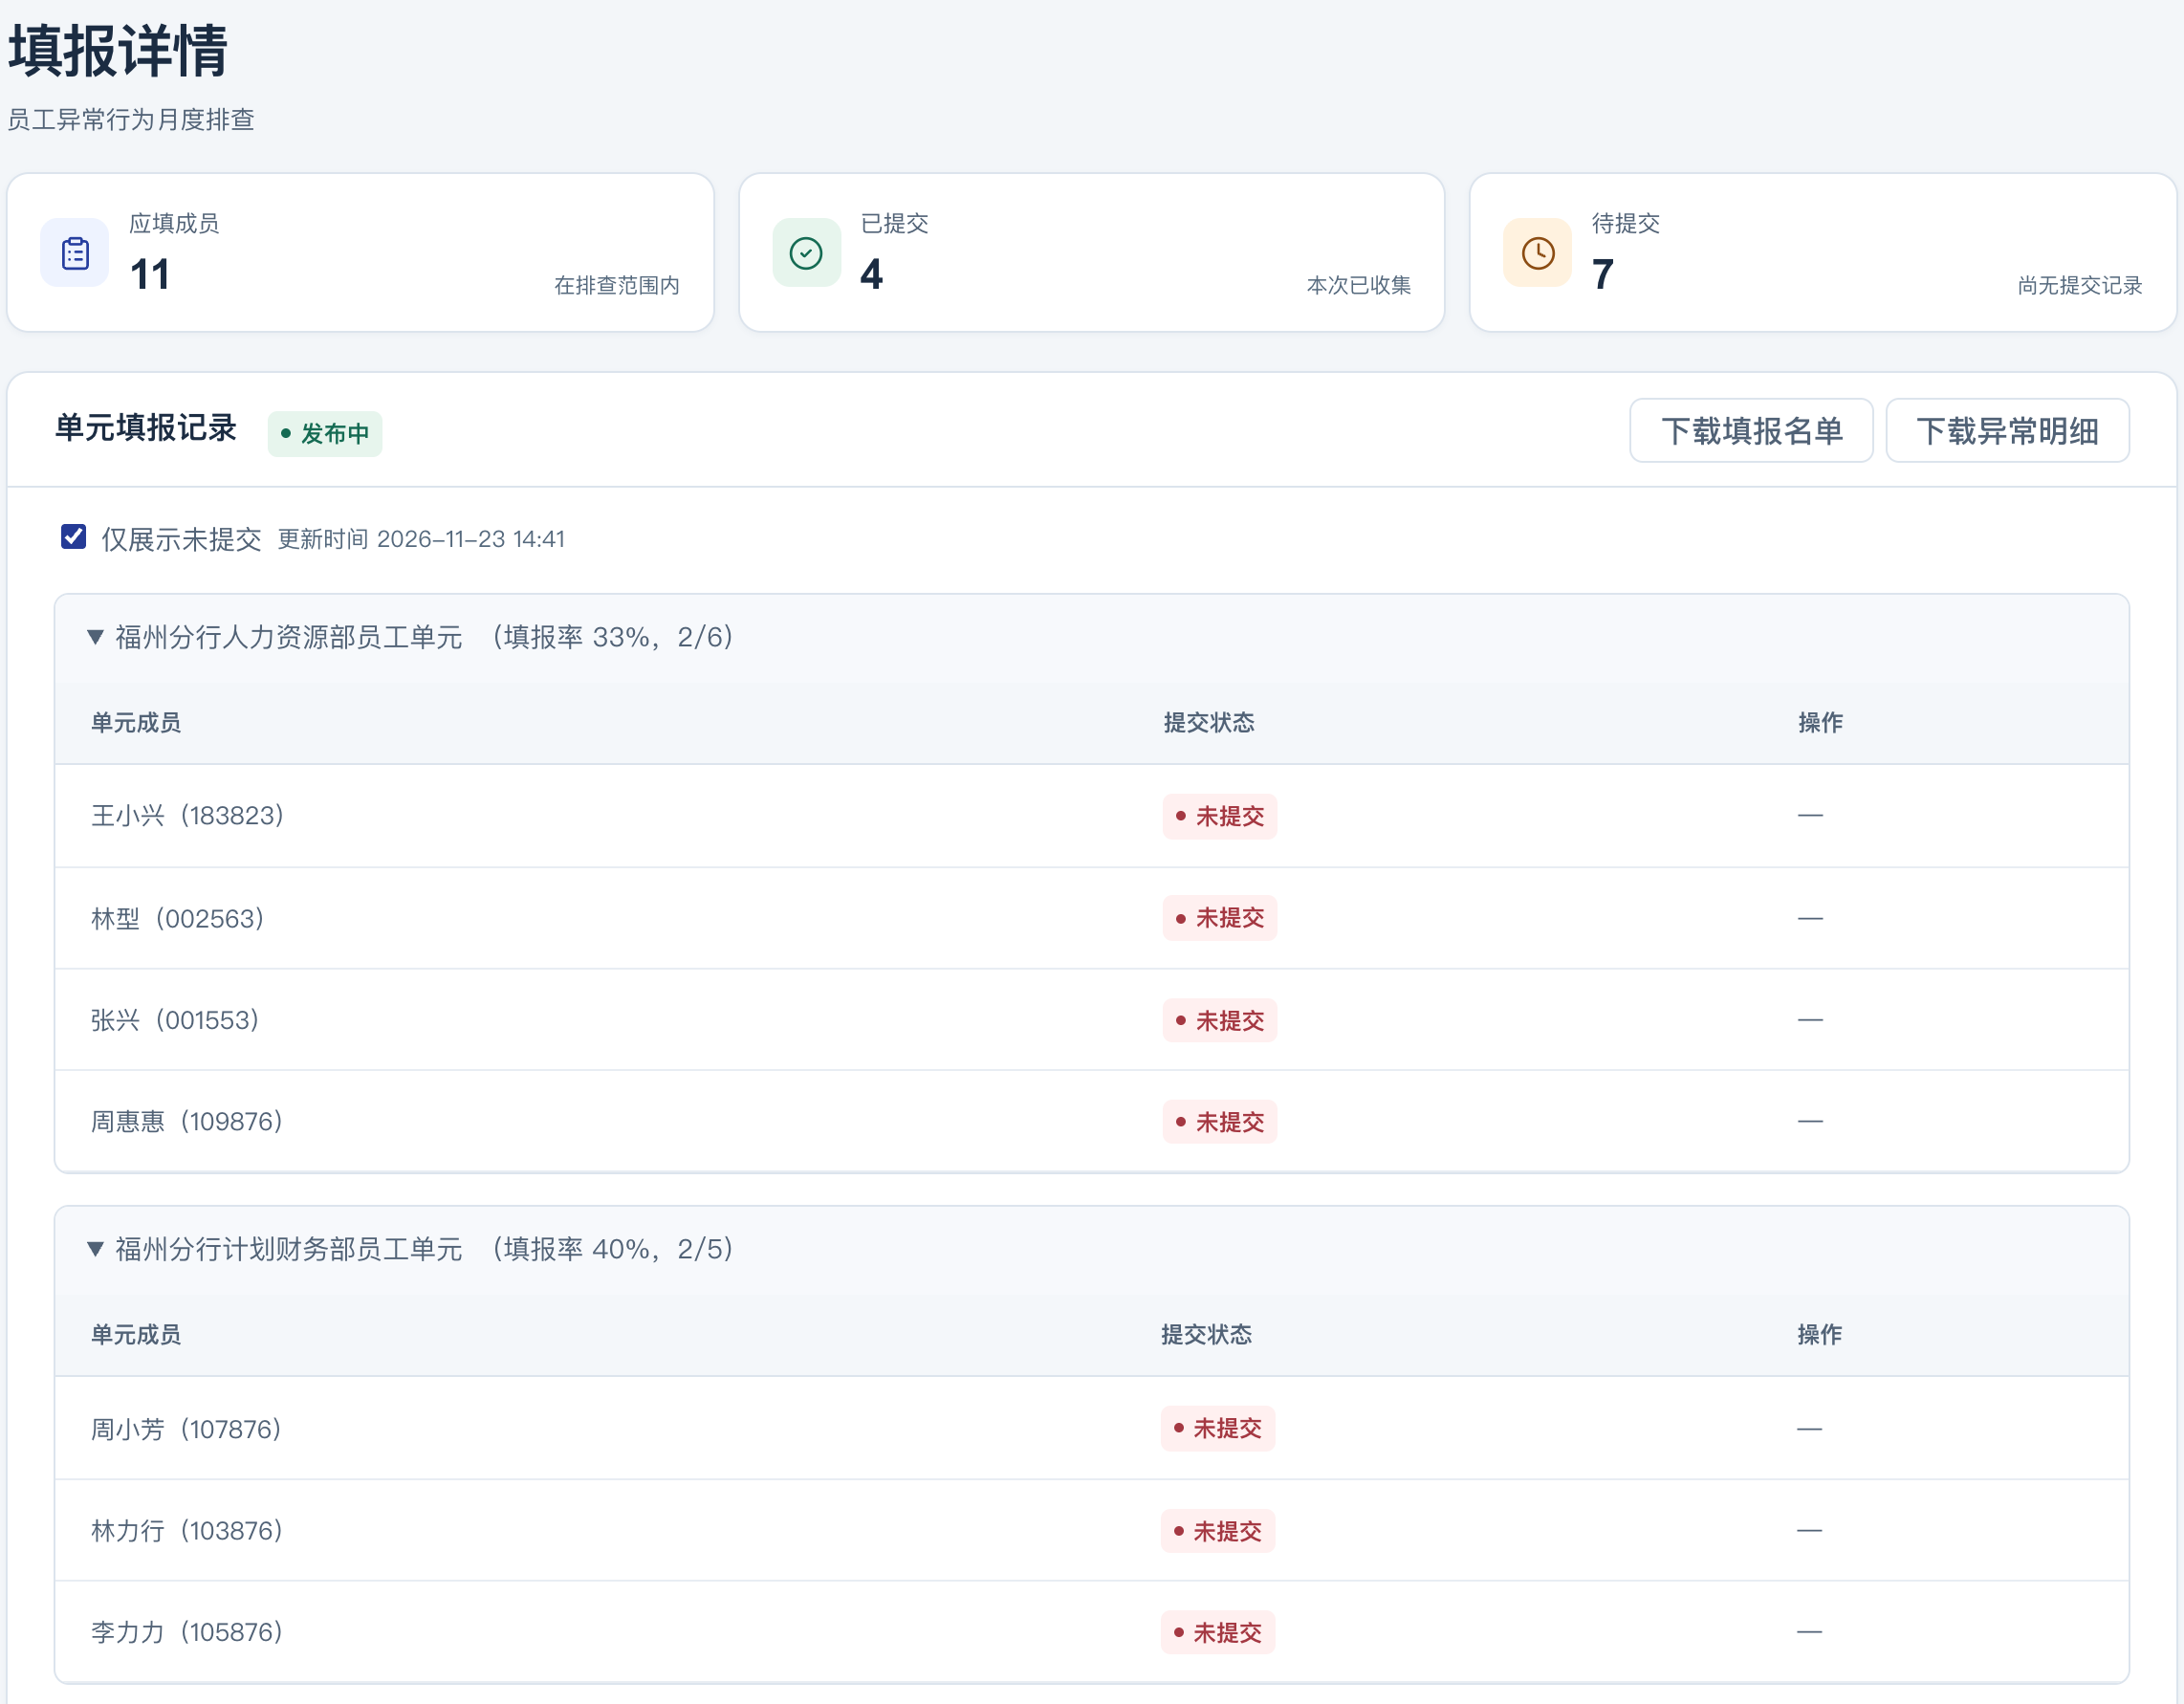 填报详情
员工异常行为月度排查
应填成员
11
在排查范围内
已提交
4
本次已收集
待提交
7
尚无提交记录
单元填报记录 发布中 下载填报名单 下载异常明细
仅展示未提交 更新时间 2026-11-23 14:41
福州分行人力资源部员工单元 （填报率 33%，2/6）
单元成员 提交状态 操作
王小兴（183823） 未提交 —
林型（002563） 未提交 —
张兴（001553） 未提交 —
周惠惠（109876） 未提交 —
福州分行计划财务部员工单元 （填报率 40%，2/5）
单元成员 提交状态 操作
周小芳（107876） 未提交 —
林力行（103876） 未提交 —
李力力（105876） 未提交 —